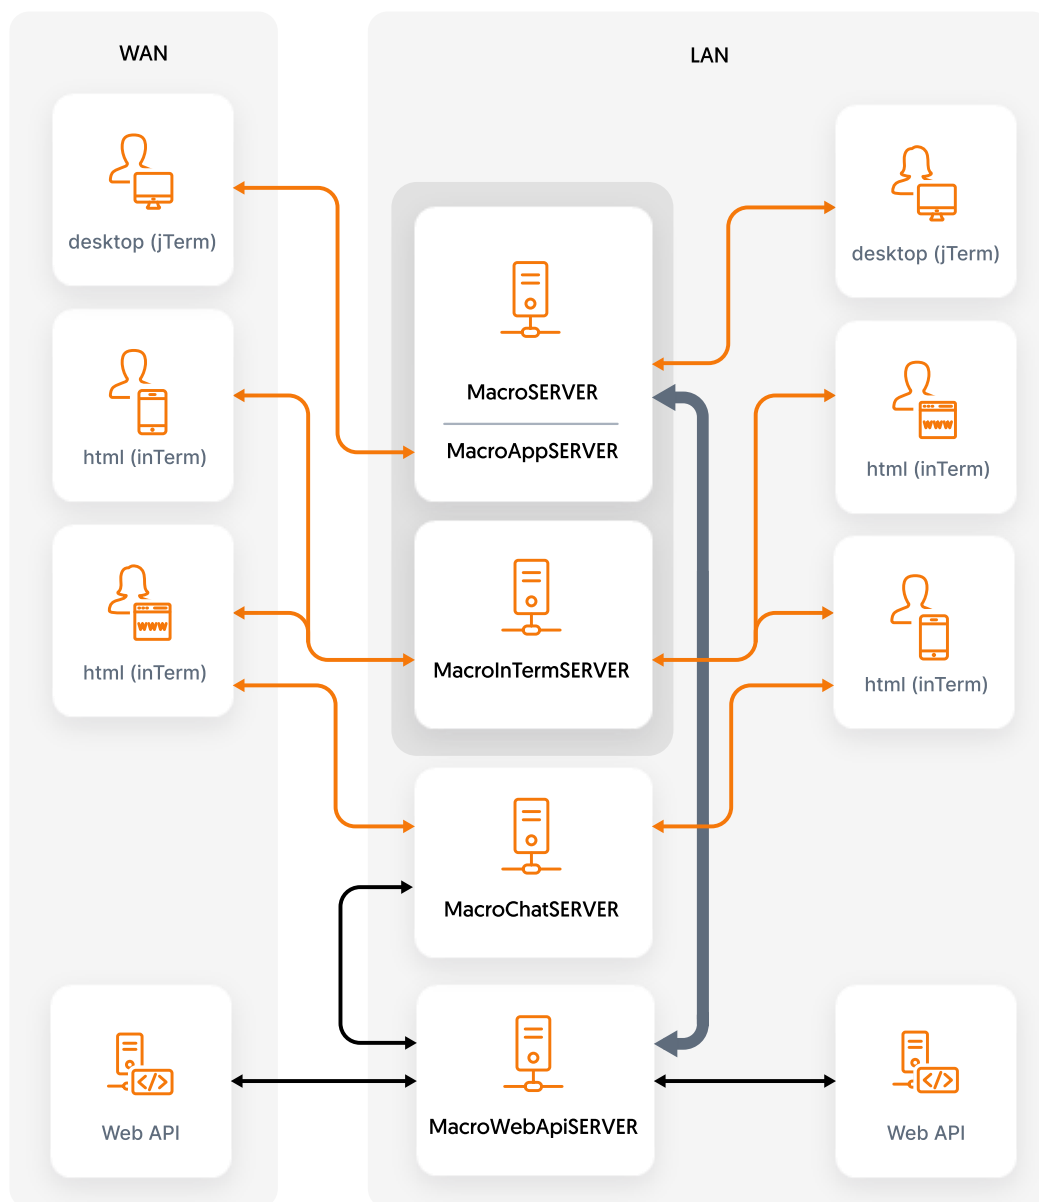 WAN
LAN
desktop (jTerm)
html (inTerm)
www
html (inTerm)
MacroSERVER
MacroAppSERVER
MacroInTermSERVER
MacroChatSERVER
MacroWebApiSERVER
desktop (jTerm)
www
html (inTerm)
html (inTerm)
</>
Web API
</>
Web API